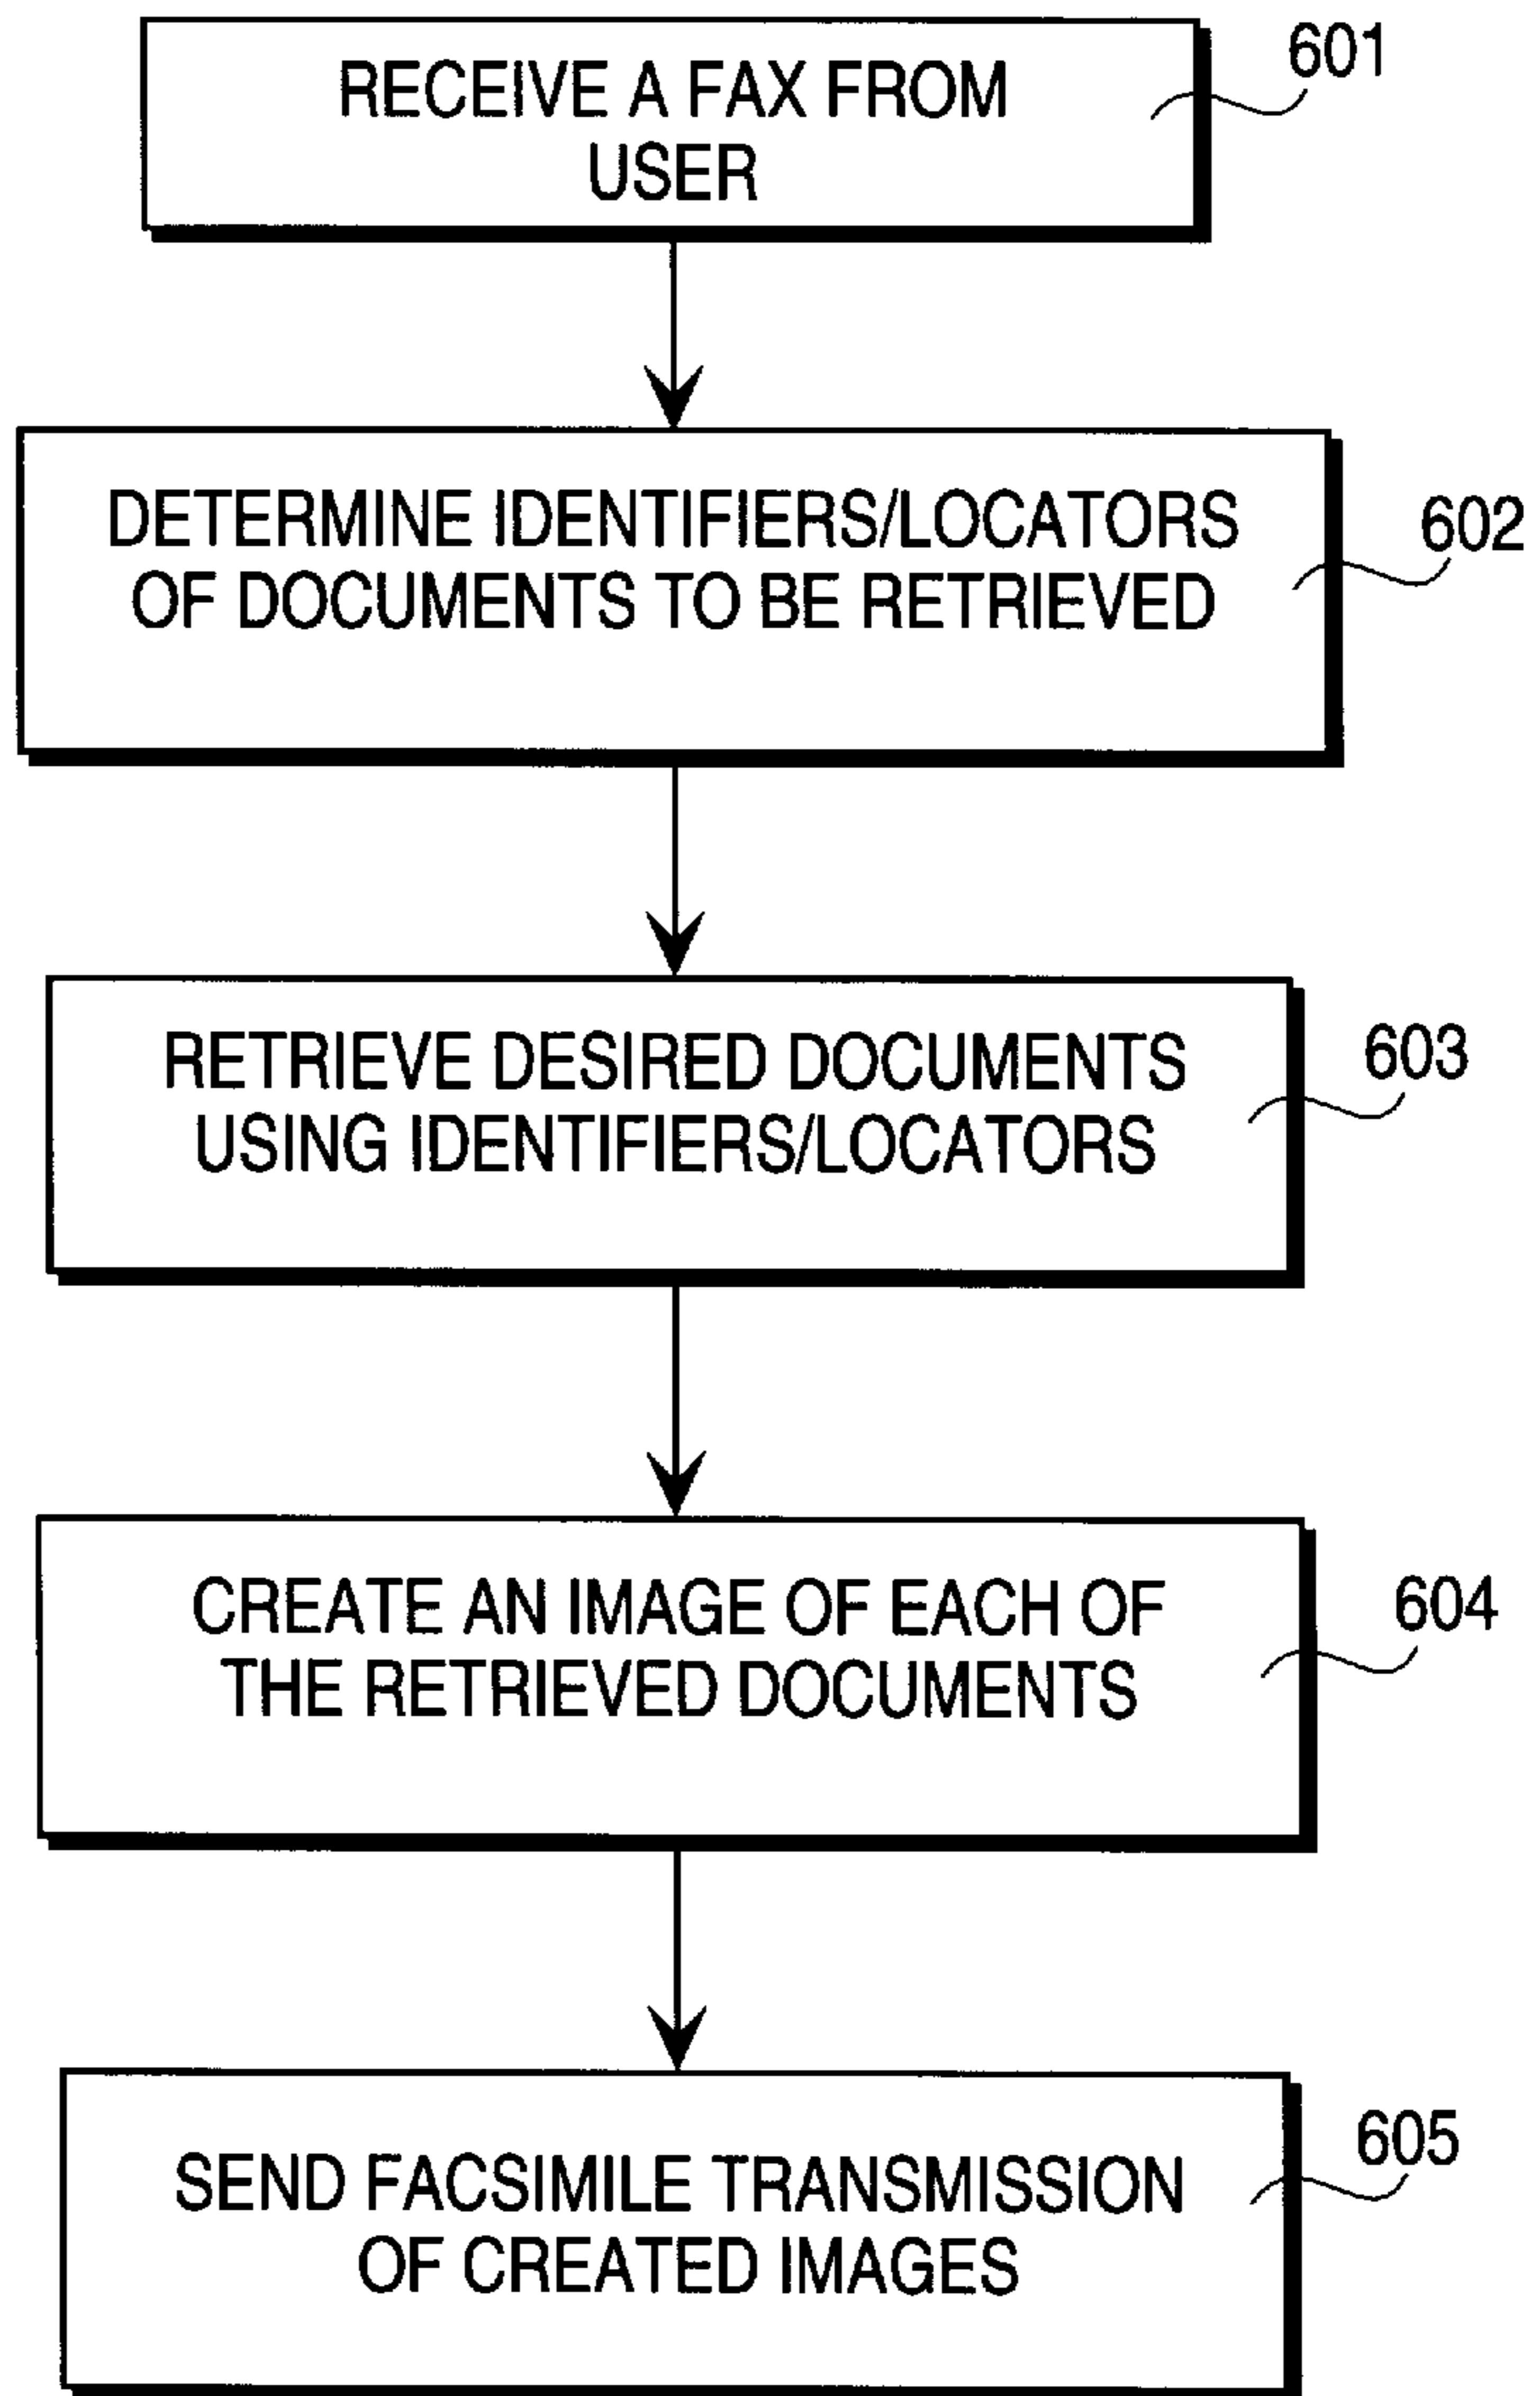 RECEIVE A FAX FROM
USER
601
DETERMINE IDENTIFIERS/LOCATORS
OF DOCUMENTS TO BE RETRIEVED
602
RETRIEVE DESIRED DOCUMENTS
USING IDENTIFIERS/LOCATORS
603
CREATE AN IMAGE OF EACH OF
THE RETRIEVED DOCUMENTS
604
SEND FACSIMILE TRANSMISSION
OF CREATED IMAGES
605